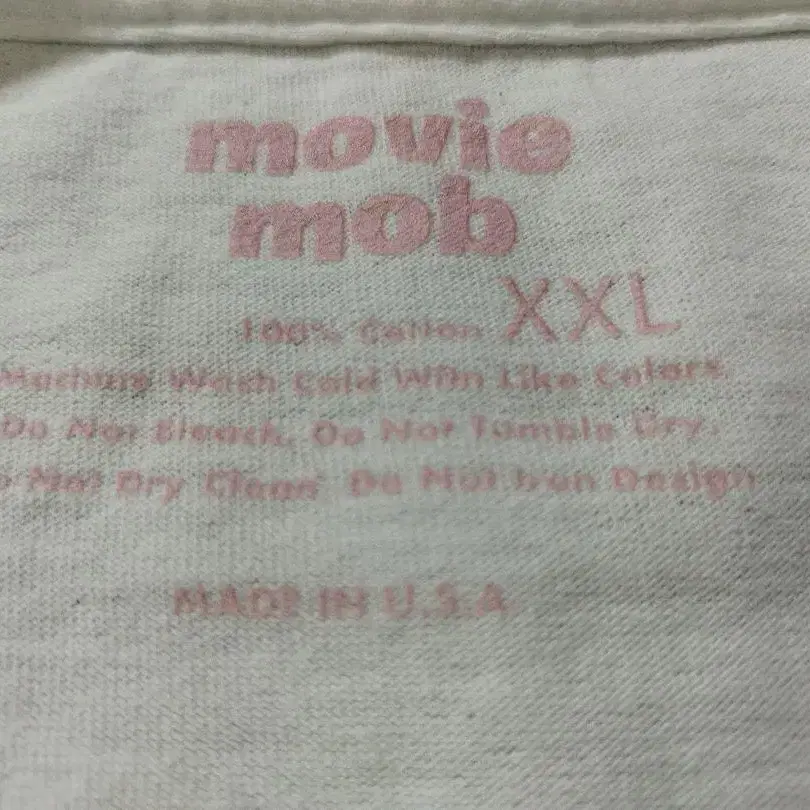 movie
mob
100% Cotton XXL
Machine Wash Cold With Like Colors.
Do Not Bleach. Do Not Tumble Dry.
o Not Dry Clean. Do Not Iron Design
MADE IN U.S.A